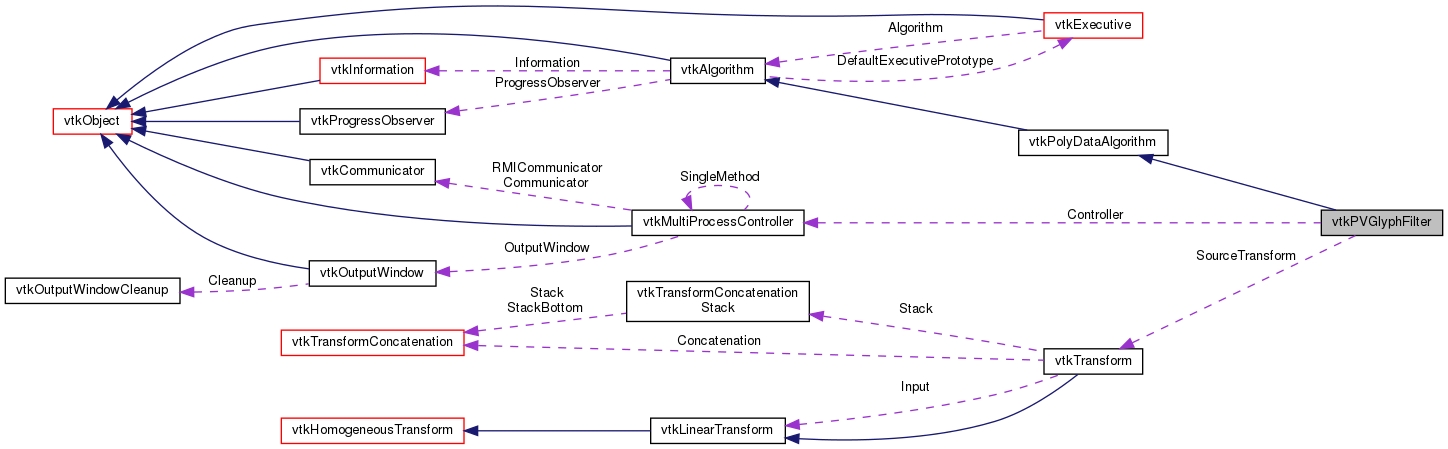 vtkExecutive
Algorithm
DefaultExecutivePrototype
vtkInformation
Information
vtkAlgorithm
ProgressObserver
vtkObject
vtkProgressObserver
vtkPolyDataAlgorithm
vtkCommunicator
RMICommunicator
Communicator
SingleMethod
vtkMultiProcessController
Controller
vtkPVGlyphFilter
OutputWindow
SourceTransform
vtkOutputWindow
vtkOutputWindowCleanup
Cleanup
Stack
StackBottom
vtkTransformConcatenation
Stack
Stack
vtkTransformConcatenation
Concatenation
vtkTransform
Input
vtkHomogeneousTransform
vtkLinearTransform